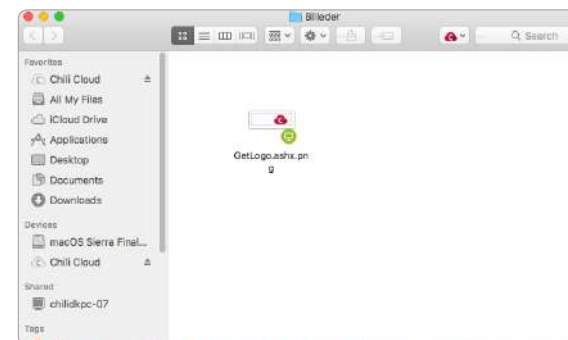 Billeder
Search
Favorites
Chili Cloud
All My Files
iCloud Drive
Applications
Desktop
Documents
Downloads
Devices
macOS Sierra Final...
Chili Cloud
Shared
chilidkpc-07
Tags
GetLogo.ashx.pn
g